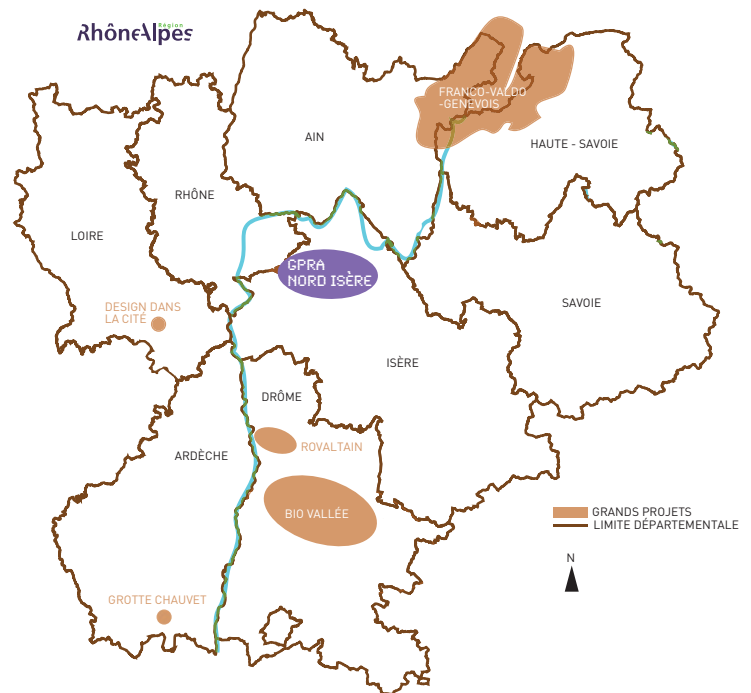 Région
RhôneAlpes
FRANCO-VALDO
-GENEVOIS
AIN
HAUTE - SAVOIE
RHÔNE
LOIRE
GPRA
NORD ISÈRE
SAVOIE
DESIGN DANS
LA CITÉ
ISÈRE
DRÔME
ROVALTAIN
ARDÈCHE
BIO VALLÉE
GRANDS PROJETS
LIMITE DÉPARTEMENTALE
N
GROTTE CHAUVET